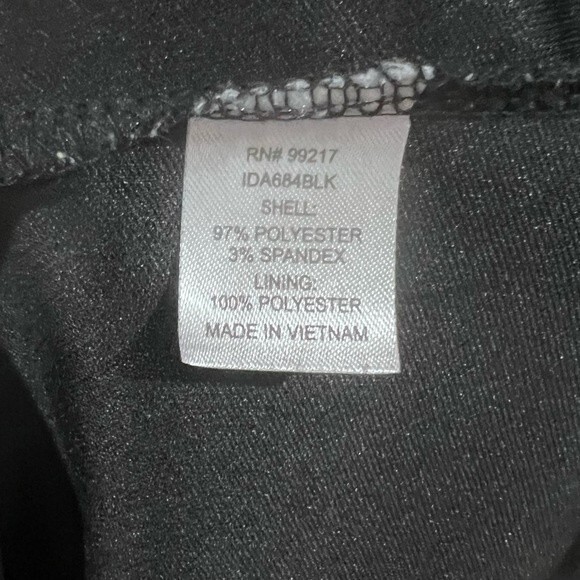 RN# 99217
IDA684BLK
SHELL:
97% POLYESTER
3% SPANDEX
LINING:
100% POLYESTER
MADE IN VIETNAM